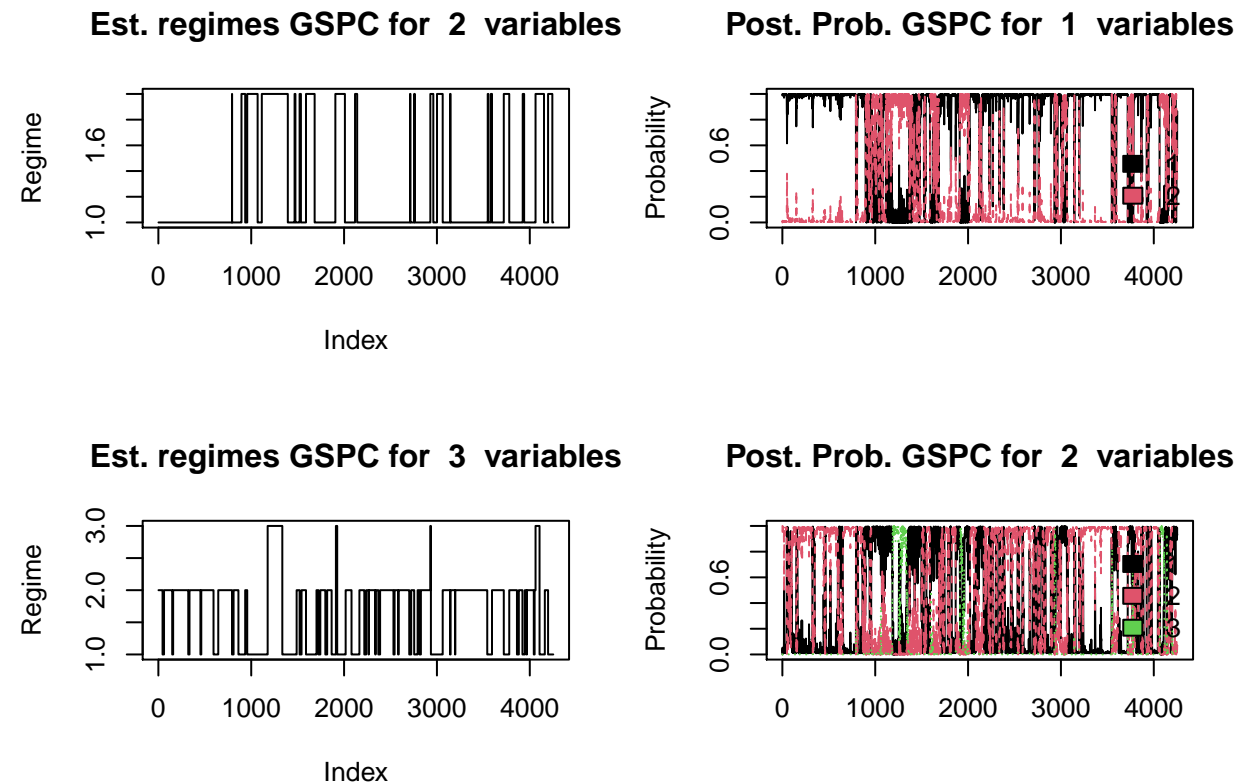 Est. regimes GSPC for 2 variables
Regime
1.0 1.6
0 1000 2000 3000 4000
Index
Post. Prob. GSPC for 1 variables
Probability
0.0 0.6
1
2
0 1000 2000 3000 4000
Est. regimes GSPC for 3 variables
Regime
1.0 2.0 3.0
0 1000 2000 3000 4000
Index
Post. Prob. GSPC for 2 variables
Probability
0.0 0.6
1
2
3
0 1000 2000 3000 4000